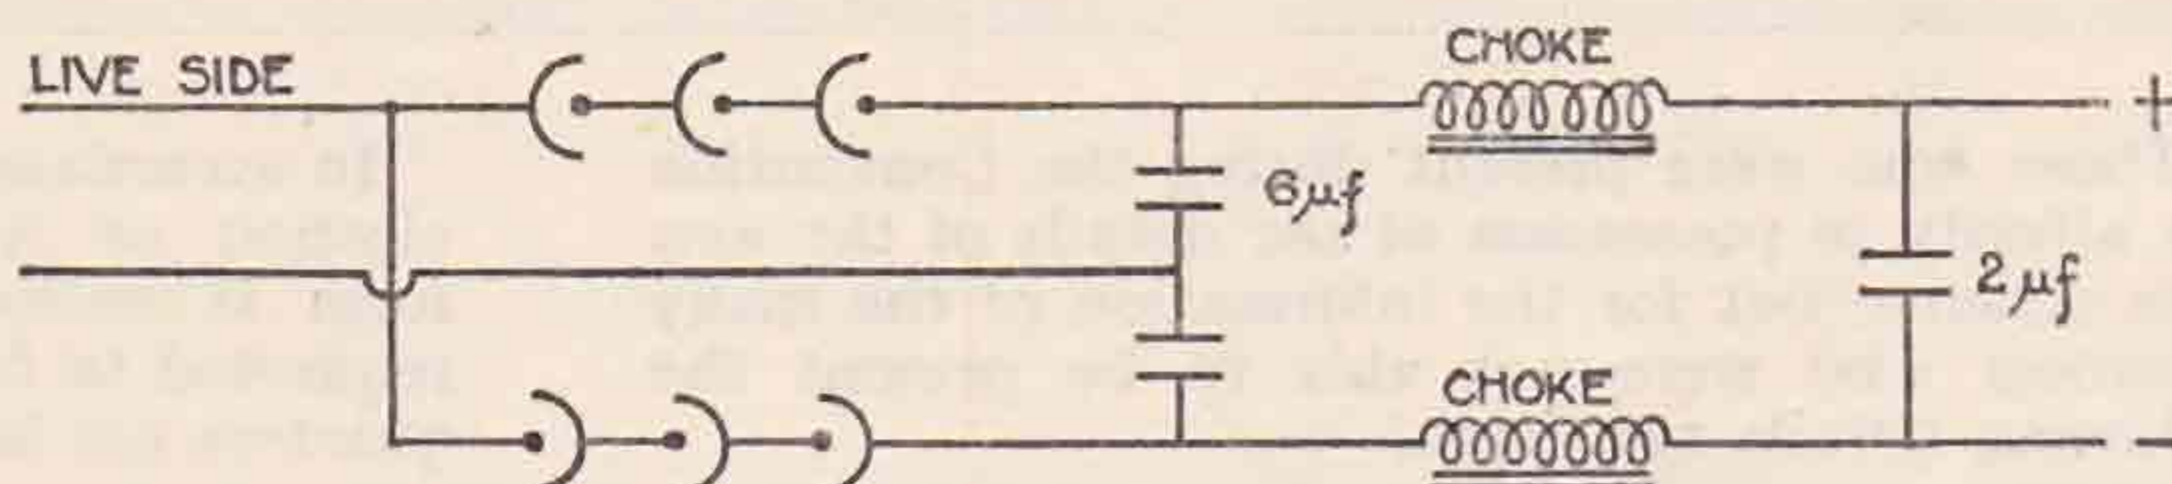 LIVE SIDE
CHOKE
+
6µf
2µf
CHOKE
−